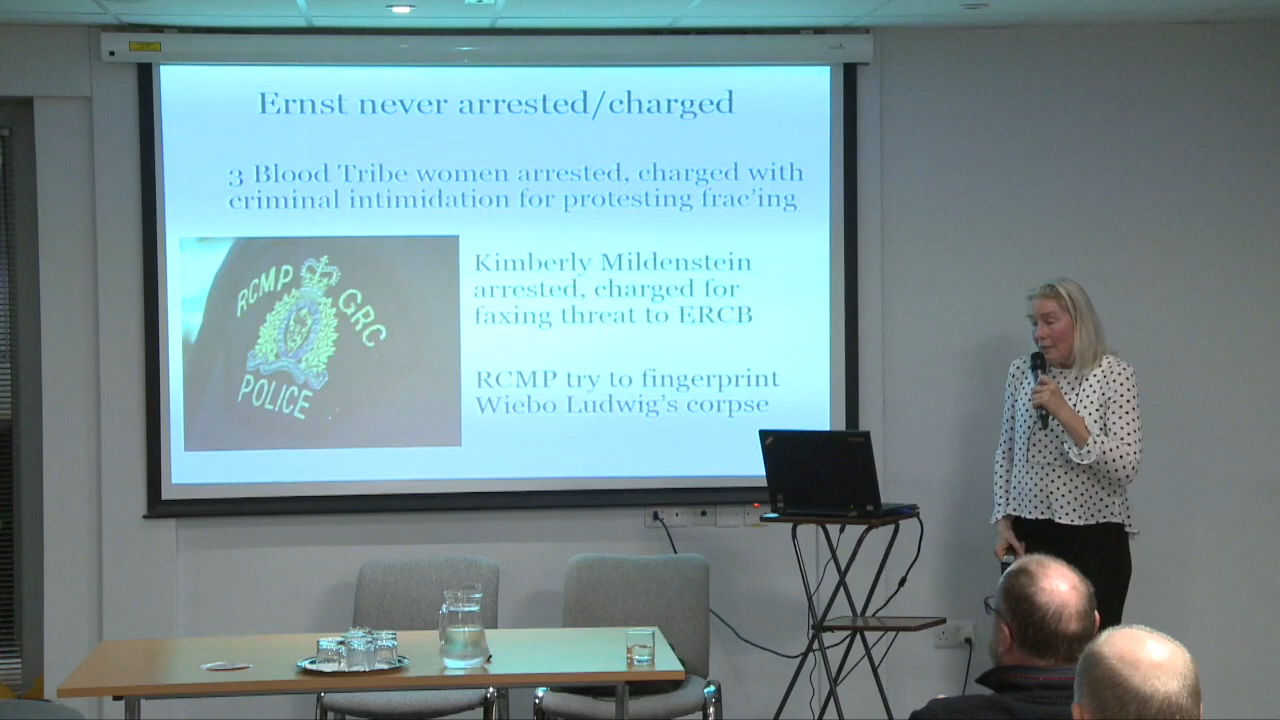 Ernst never arrested/charged
3 Blood Tribe women arrested, charged with
criminal intimidation for protesting frac'ing
Kimberly Mildenstein
arrested, charged for
faxing threat to ERCB
RCMP try to fingerprint
Wiebo Ludwig's corpse
RCMP GRC
POLICE